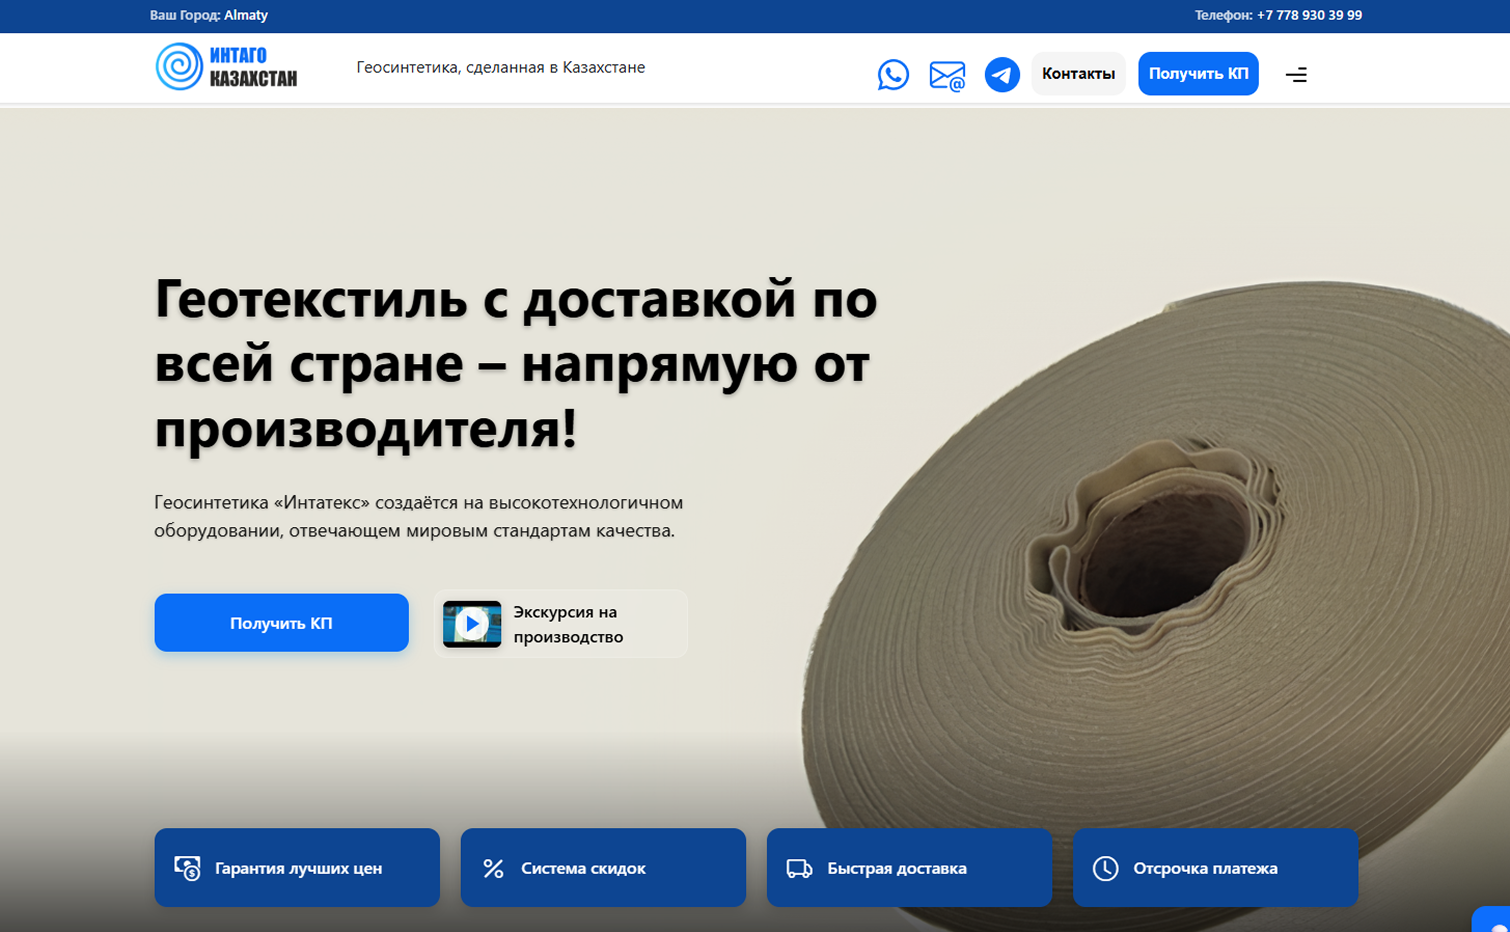 Ваш Город: Almaty
Телефон: +7 778 930 39 99
ИНТАГО
КАЗАХСТАН
Геосинтетика, сделанная в Казахстане
Контакты
Получить КП
Геотекстиль с доставкой по
всей стране – напрямую от
производителя!
Геосинтетика «Интатекс» создаётся на высокотехнологичном
оборудовании, отвечающем мировым стандартам качества.
Получить КП
Экскурсия на
производство
Гарантия лучших цен
Система скидок
Быстрая доставка
Отсрочка платежа